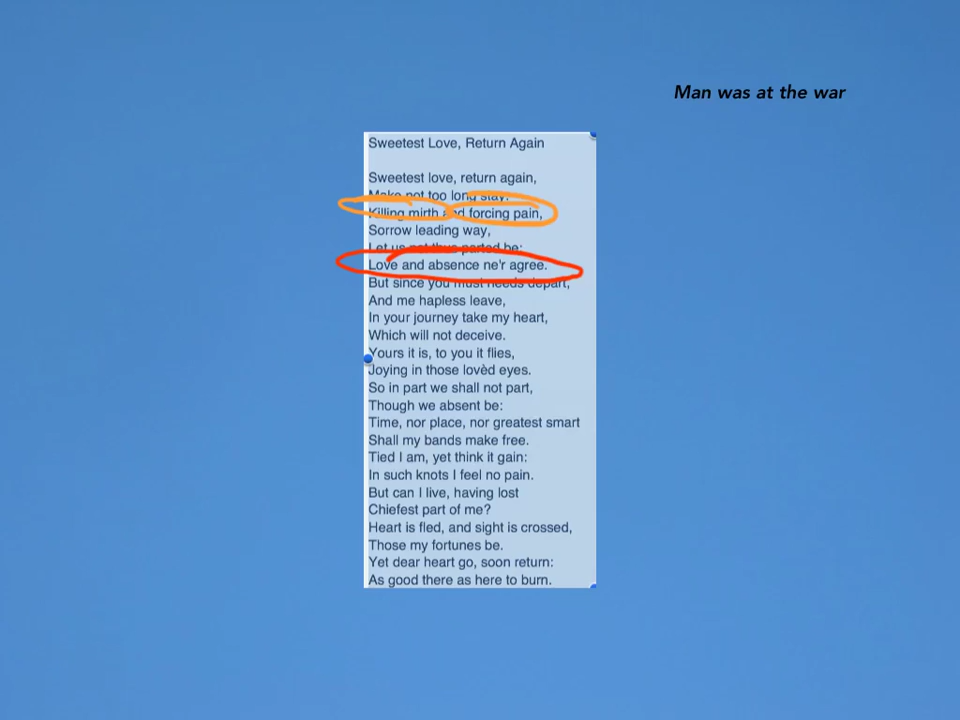 Man was at the war
Sweetest Love, Return Again
Sweetest love, return again,
Make not too long stay:
Killing mirth and forcing pain,
Sorrow leading way,
Let us not thus parted be:
Love and absence ne'r agree.
But since you must needs depart,
And me hapless leave,
In your journey take my heart,
Which will not deceive.
Yours it is, to you it flies,
Joying in those lovèd eyes.
So in part we shall not part,
Though we absent be:
Time, nor place, nor greatest smart
Shall my bands make free.
Tied I am, yet think it gain:
In such knots I feel no pain.
But can I live, having lost
Chiefest part of me?
Heart is fled, and sight is crossed,
Those my fortunes be.
Yet dear heart go, soon return:
As good there as here to burn.